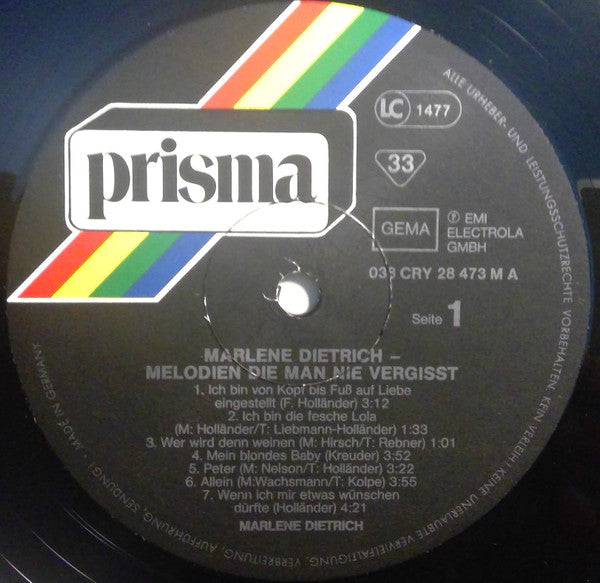 prisma
LC 1477
33
GEMA
℗ EMI
ELECTROLA
GMBH
039 CRY 28 473 M A
Seite 1
MARLENE DIETRICH –
MELODIEN DIE MAN NIE VERGISST
1. Ich bin von Kopf bis Fuß auf Liebe
eingestellt (F. Holländer) 3:12
2. Ich bin die fesche Lola
(M: Holländer/T: Liebmann-Holländer) 1:33
3. Wer wird denn weinen (M: Hirsch/T: Rebner) 1:01
4. Mein blondes Baby (Kreuder) 3:52
5. Peter (M: Nelson/T: Holländer) 3:22
6. Allein (M:Wachsmann/T: Kolpe) 3:55
7. Wenn ich mir etwas wünschen
dürfte (Holländer) 4:21
MARLENE DIETRICH
ALLE URHEBER- UND LEISTUNGSSCHUTZRECHTE VORBEHALTEN. KEIN VERLEIH! KEINE UNERLAUBTE VERVIELFÄLTIGUNG, VERBREITUNG, AUFFÜHRUNG, SENDUNG! · MADE IN GERMANY